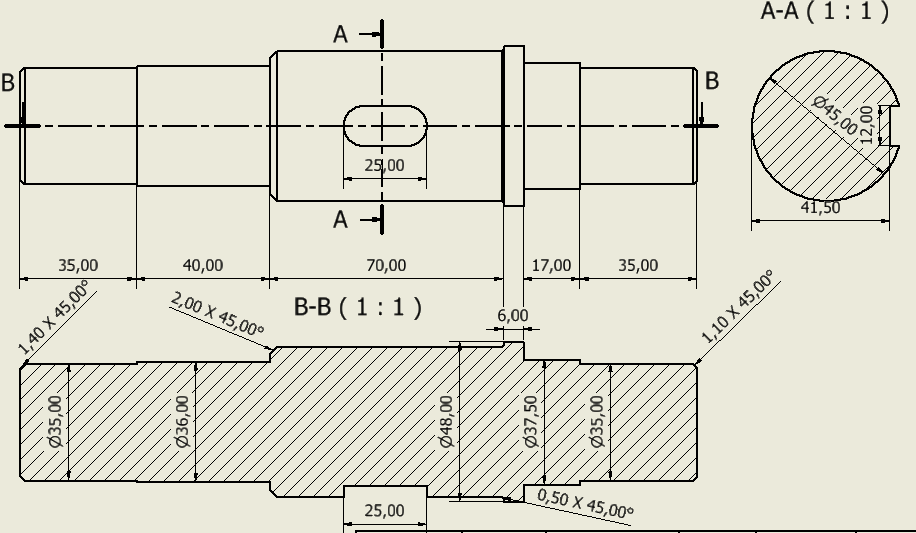 A
A-A ( 1 : 1 )
B
B
Ø45,00
12,00
25,00
A
41,50
35,00
40,00
70,00
17,00
35,00
1,40 X 45,00°
2,00 X 45,00°
B-B ( 1 : 1 )
6,00
1,10 X 45,00°
Ø35,00
Ø36,00
Ø48,00
Ø37,50
Ø35,00
25,00
0,50 X 45,00°